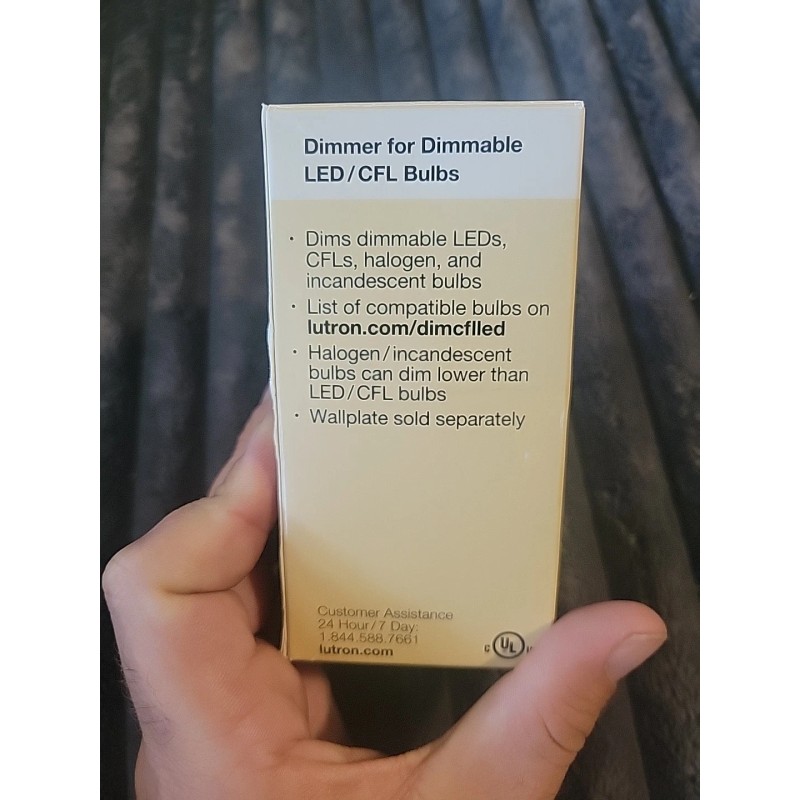 Dimmer for Dimmable
LED/CFL Bulbs
· Dims dimmable LEDs,
CFLs, halogen, and
incandescent bulbs
· List of compatible bulbs on
lutron.com/dimcflled
· Halogen/incandescent
bulbs can dim lower than
LED/CFL bulbs
· Wallplate sold separately
Customer Assistance
24 Hour/7 Day:
1.844.588.7661
lutron.com
C UL